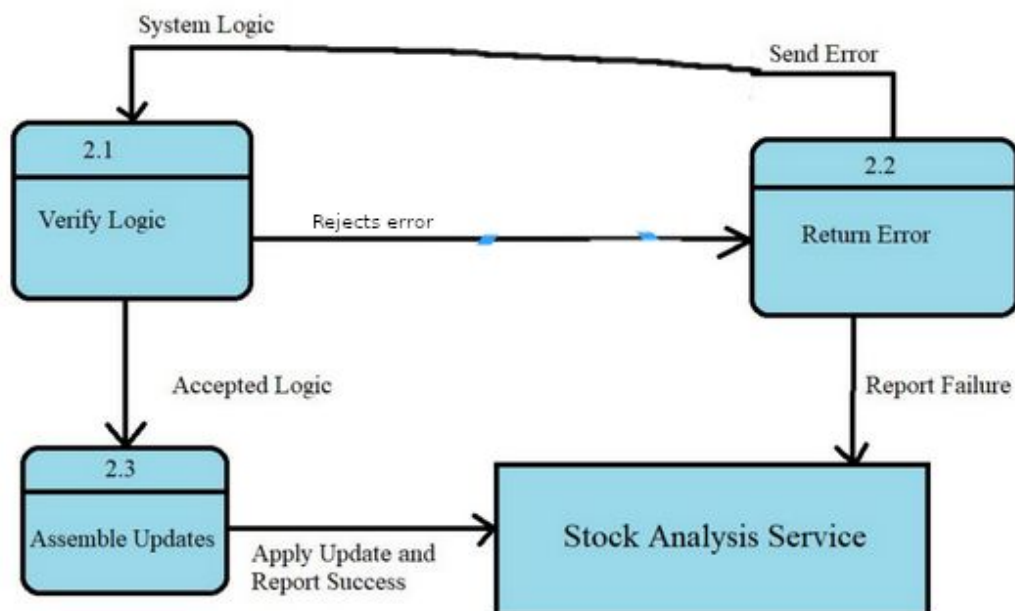 System Logic
Send Error
2.1
Verify Logic
Rejects error
2.2
Return Error
Accepted Logic
Report Failure
2.3
Assemble Updates
Apply Update and
Report Success
Stock Analysis Service